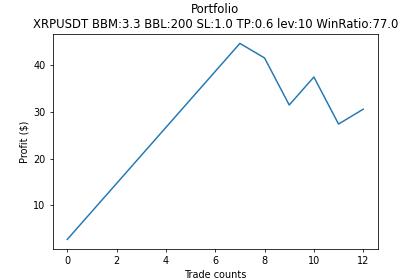 Portfolio
XRPUSDT BBM:3.3 BBL:200 SL:1.0 TP:0.6 lev:10 WinRatio:77.0
40
30
20
10
Profit ($)
0 2 4 6 8 10 12
Trade counts